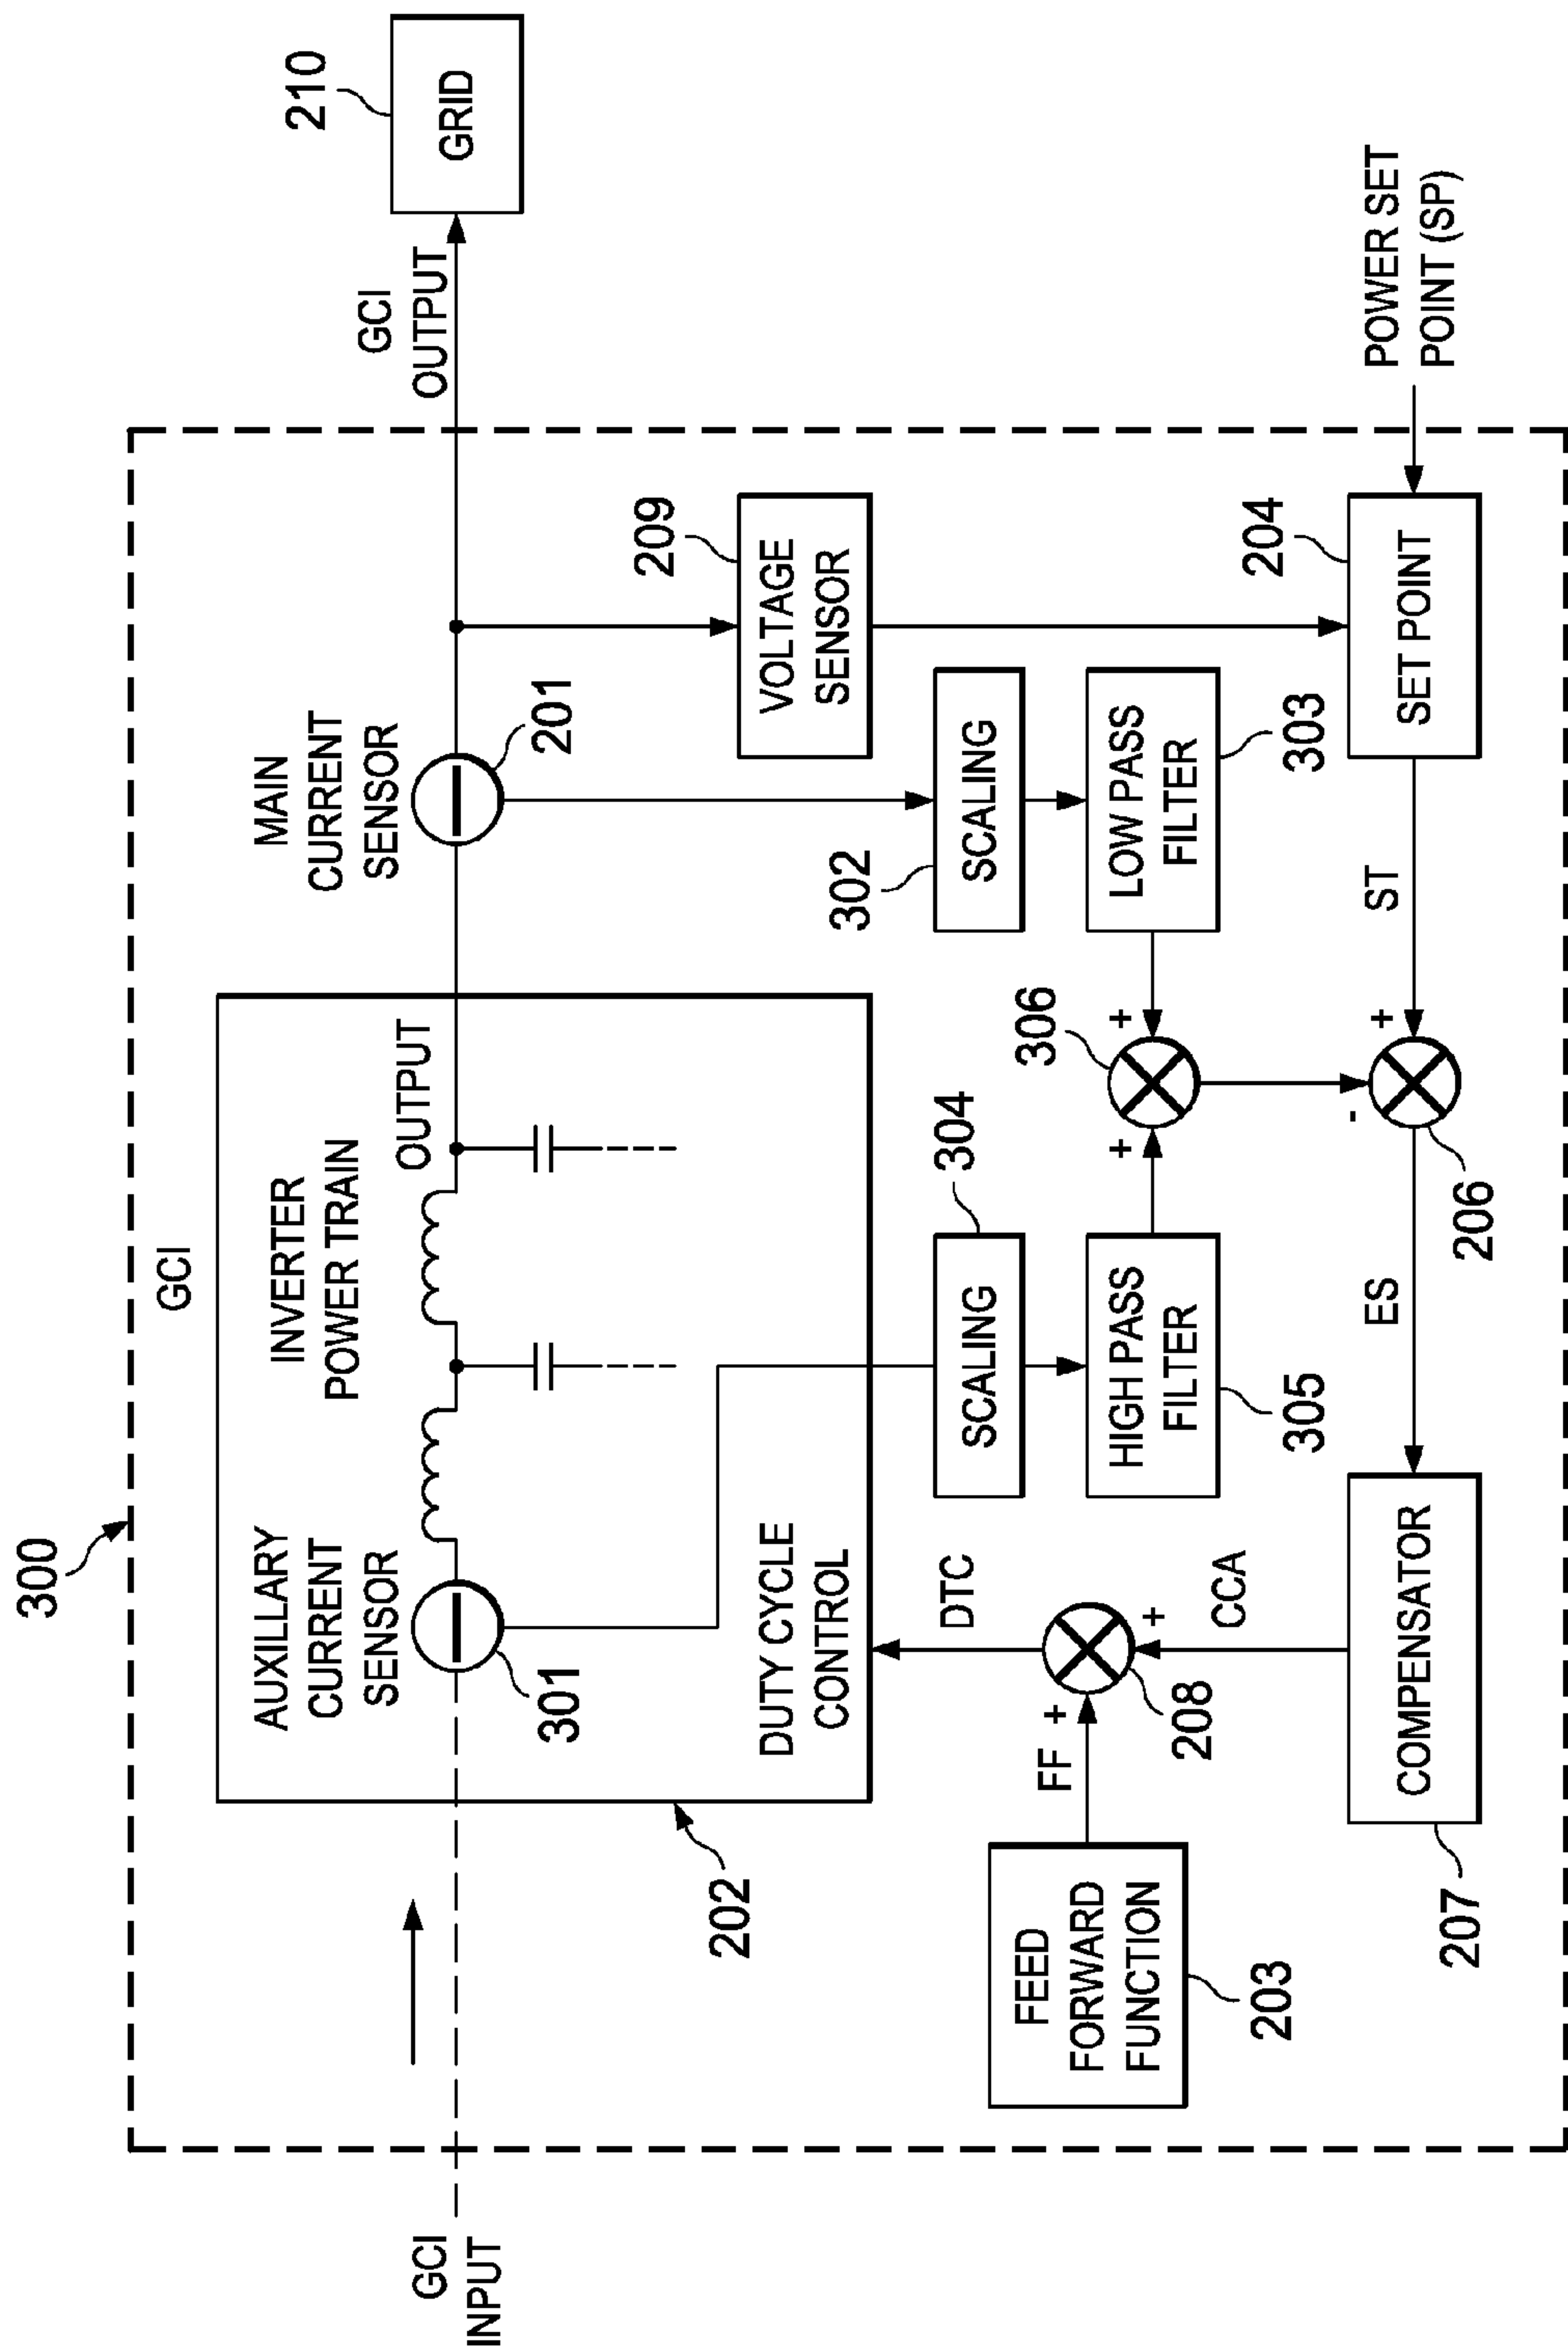 300
GCI
GCI
INPUT
AUXILLARY
CURRENT
SENSOR
301
INVERTER
POWER TRAIN
OUTPUT
MAIN
CURRENT
SENSOR
201
GCI
OUTPUT
210
GRID
DUTY CYCLE
CONTROL
202
209
VOLTAGE
SENSOR
304
SCALING
302
SCALING
FEED
FORWARD
FUNCTION
203
FF
+
208
+
DTC
CCA
HIGH PASS
FILTER
305
+
306
+
LOW PASS
FILTER
303
COMPENSATOR
207
ES
-
206
+
ST
204
SET POINT
POWER SET
POINT (SP)